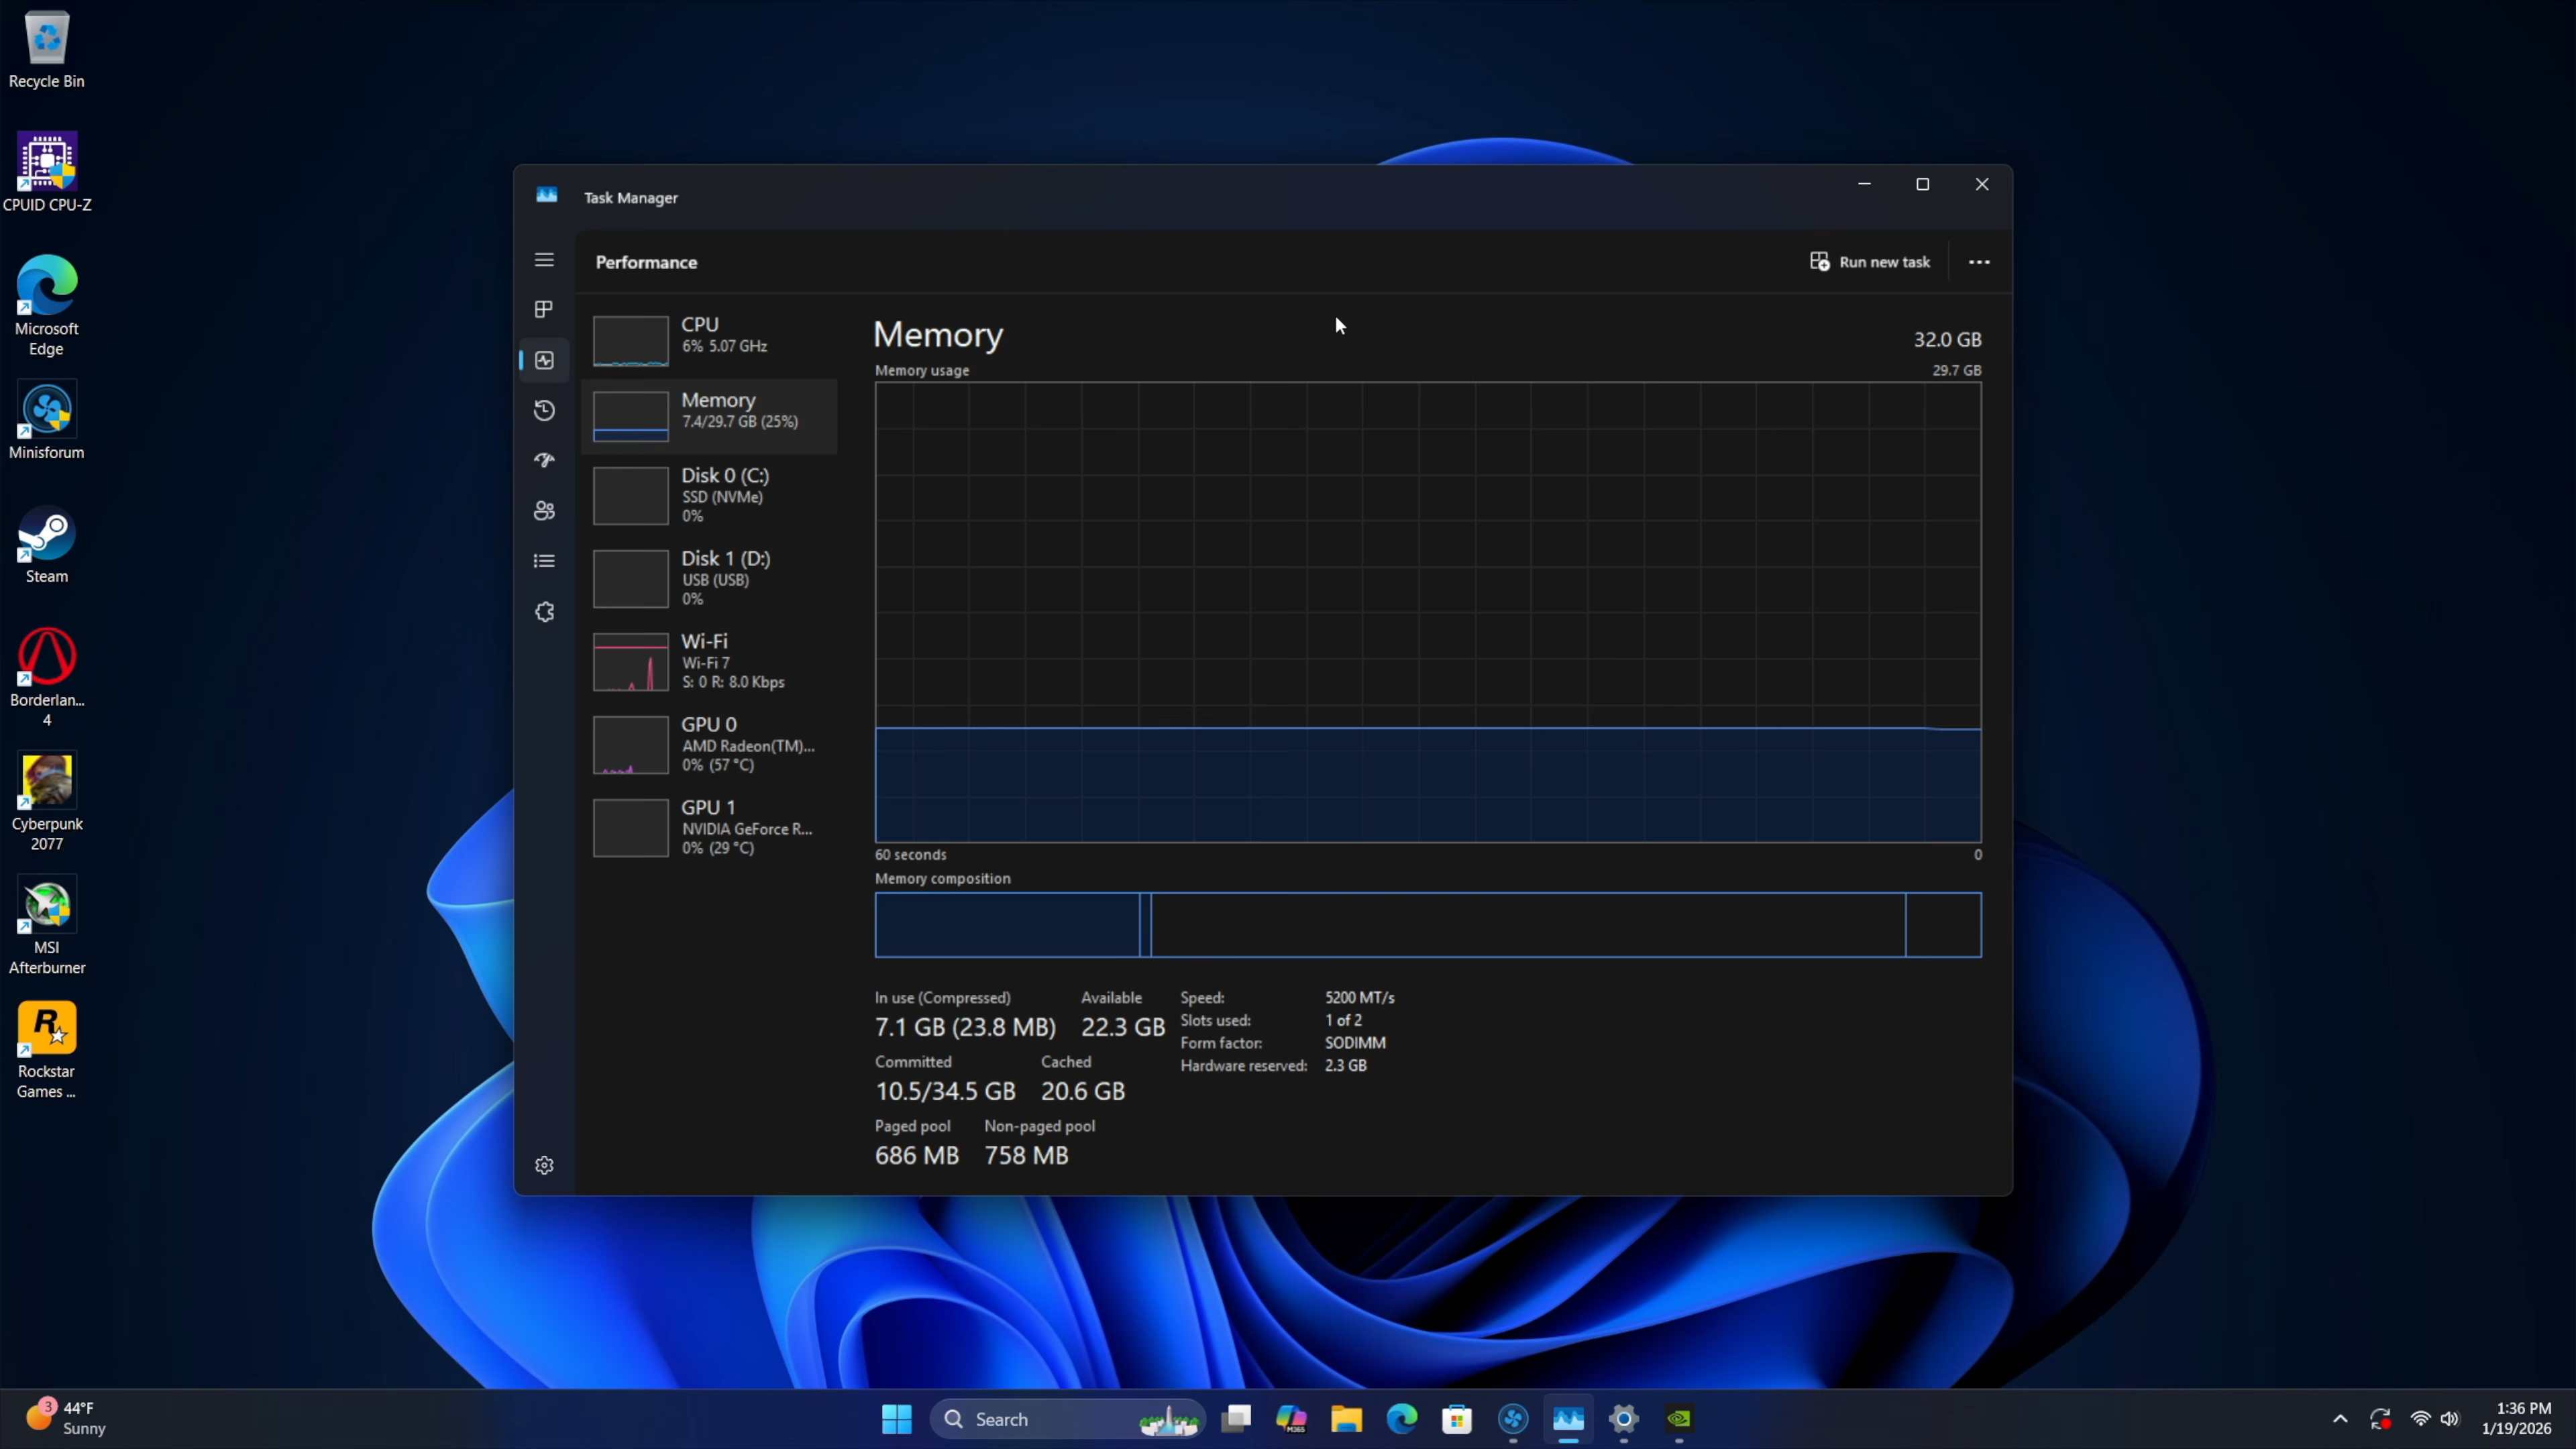 Recycle Bin
CPUID CPU-Z
Microsoft
Edge
Minisforum
Steam
Borderlan...
4
Cyberpunk
2077
MSI
Afterburner
R
Rockstar
Games ...
Task Manager
Performance
Run new task
CPU
6% 5.07 GHz
Memory
7.4/29.7 GB (25%)
Disk 0 (C:)
SSD (NVMe)
0%
Disk 1 (D:)
USB (USB)
0%
Wi-Fi
Wi-Fi 7
S: 0 R: 8.0 Kbps
GPU 0
AMD Radeon(TM)...
0% (57 °C)
GPU 1
NVIDIA GeForce R...
0% (29 °C)
Memory
32.0 GB
Memory usage
29.7 GB
60 seconds
0
Memory composition
In use (Compressed)
7.1 GB (23.8 MB)
Available
22.3 GB
Committed
10.5/34.5 GB
Cached
20.6 GB
Paged pool
686 MB
Non-paged pool
758 MB
Speed: 5200 MT/s
Slots used: 1 of 2
Form factor: SODIMM
Hardware reserved: 2.3 GB
3
44°F
Sunny
Search
M365
1:36 PM
1/19/2026